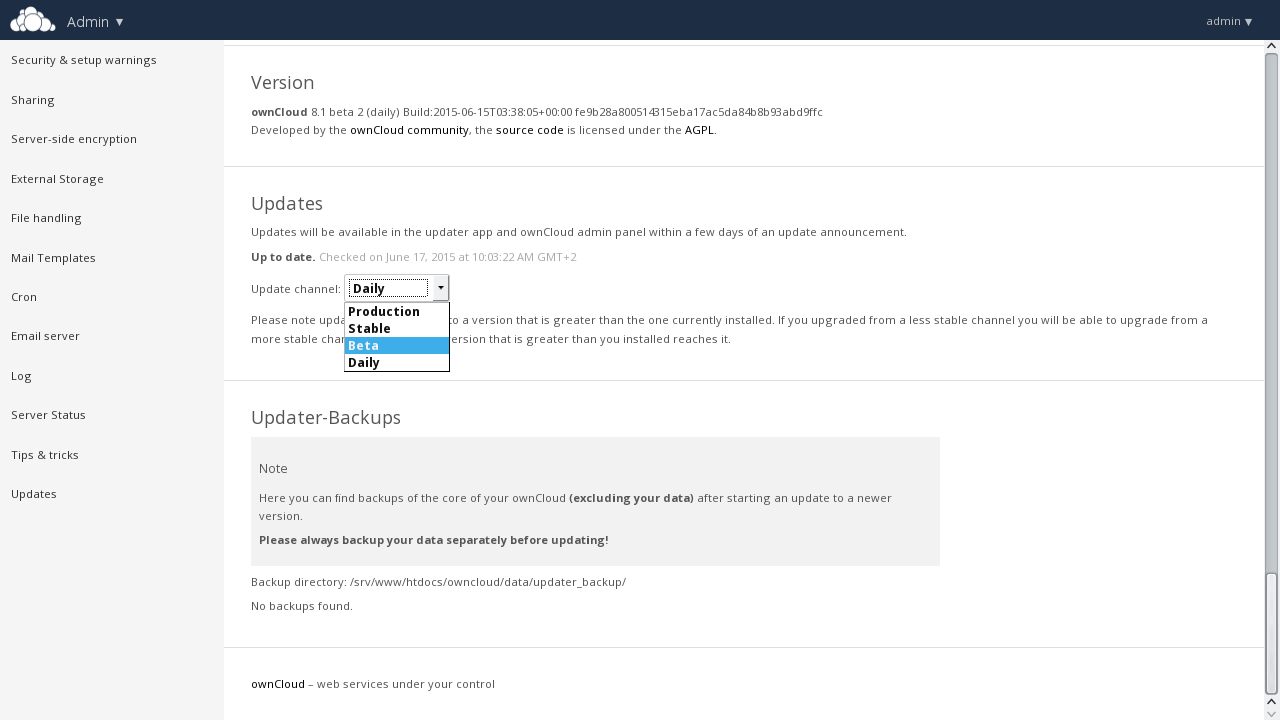 Admin ▼
admin ▼
Security & setup warnings
Sharing
Server-side encryption
External Storage
File handling
Mail Templates
Cron
Email server
Log
Server Status
Tips & tricks
Updates
Version
ownCloud 8.1 beta 2 (daily) Build:2015-06-15T03:38:05+00:00 fe9b28a800514315eba17ac5da84b8b93abd9ffc
Developed by the ownCloud community, the source code is licensed under the AGPL.
Updates
Updates will be available in the updater app and ownCloud admin panel within a few days of an update announcement.
Up to date. Checked on June 17, 2015 at 10:03:22 AM GMT+2
Update channel: Daily
Production
Stable
Beta
Daily
Please note to a version that is greater than the one currently installed. If you upgraded from a less stable channel you will be able to upgrade from a
more stable version that is greater than you installed reaches it.
Updater-Backups
Note
Here you can find backups of the core of your ownCloud (excluding your data) after starting an update to a newer
version.
Please always backup your data separately before updating!
Backup directory: /srv/www/htdocs/owncloud/data/updater_backup/
No backups found.
ownCloud – web services under your control